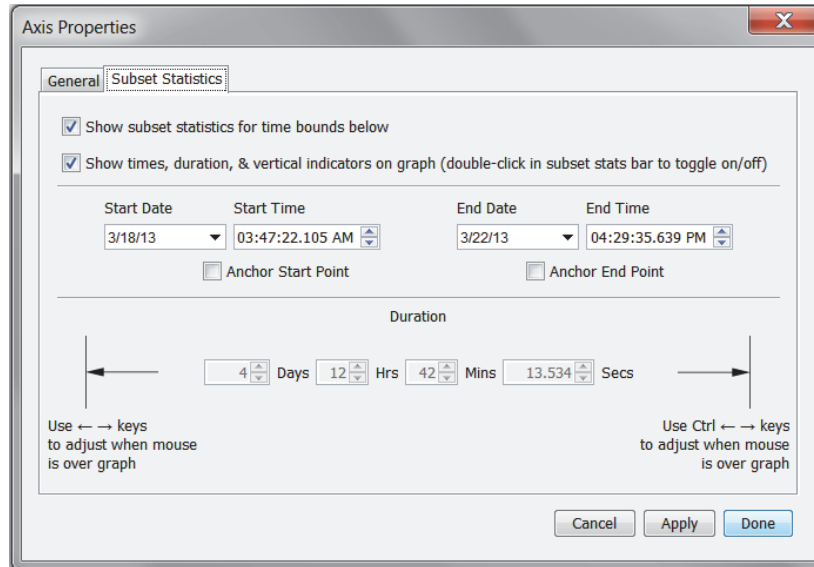 Axis Properties
X
General Subset Statistics
Show subset statistics for time bounds below
Show times, duration, & vertical indicators on graph (double-click in subset stats bar to toggle on/off)
Start Date Start Time End Date End Time
3/18/13 03:47:22.105 AM 3/22/13 04:29:35.639 PM
Anchor Start Point Anchor End Point
Duration
4 Days 12 Hrs 42 Mins 13.534 Secs
Use ← → keys
to adjust when mouse
is over graph
Use Ctrl ← → keys
to adjust when mouse
is over graph
Cancel Apply Done